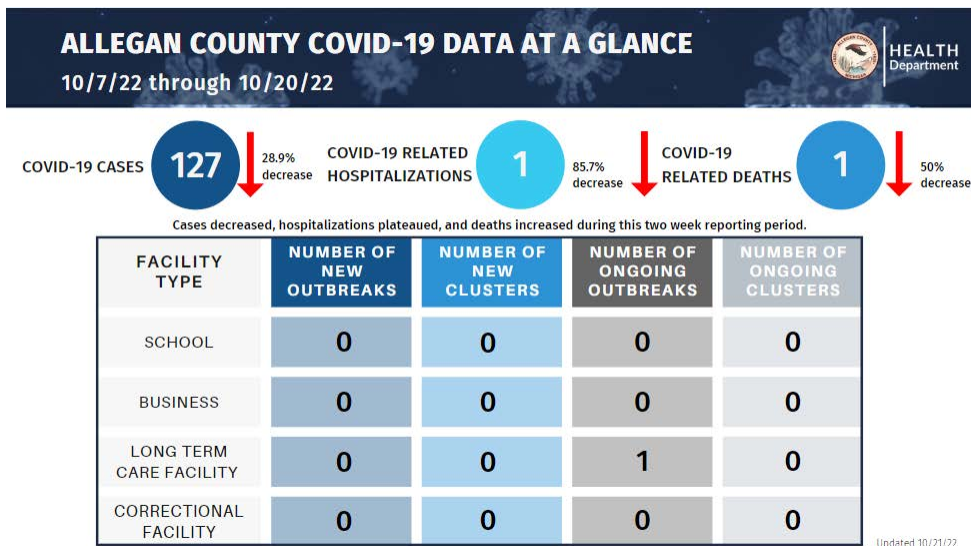 ALLEGAN COUNTY COVID-19 DATA AT A GLANCE
10/7/22 through 10/20/22
HEALTH
Department
COVID-19 CASES
127
28.9%
decrease
COVID-19 RELATED
HOSPITALIZATIONS
1
85.7%
decrease
COVID-19
RELATED DEATHS
1
50%
decrease
Cases decreased, hospitalizations plateaued, and deaths increased during this two week reporting period.
FACILITY
TYPE
NUMBER OF
NEW
OUTBREAKS
NUMBER OF
NEW
CLUSTERS
NUMBER OF
ONGOING
OUTBREAKS
NUMBER OF
ONGOING
CLUSTERS
SCHOOL
0
0
0
0
BUSINESS
0
0
0
0
LONG TERM
CARE FACILITY
0
0
1
0
CORRECTIONAL
FACILITY
0
0
0
0
Updated 10/21/22